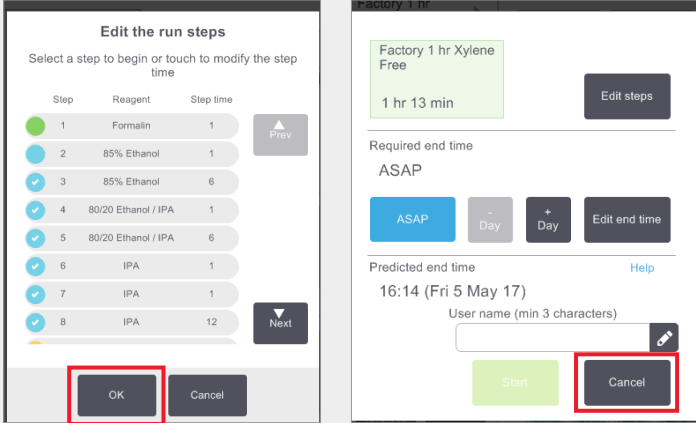 Edit the run steps
Select a step to begin or touch to modify the step
time
Step Reagent Step time
1 Formalin 1
Prev
2 85% Ethanol 1
3 85% Ethanol 6
4 80/20 Ethanol / IPA 1
5 80/20 Ethanol / IPA 6
6 IPA 1
7 IPA 1
8 IPA 12
Next
OK Cancel
Factory 1 hr
Factory 1 hr Xylene
Free
1 hr 13 min
Edit steps
Required end time
ASAP
ASAP
-
Day
+
Day
Edit end time
Predicted end time Help
16:14 (Fri 5 May 17)
User name (min 3 characters)
Start Cancel